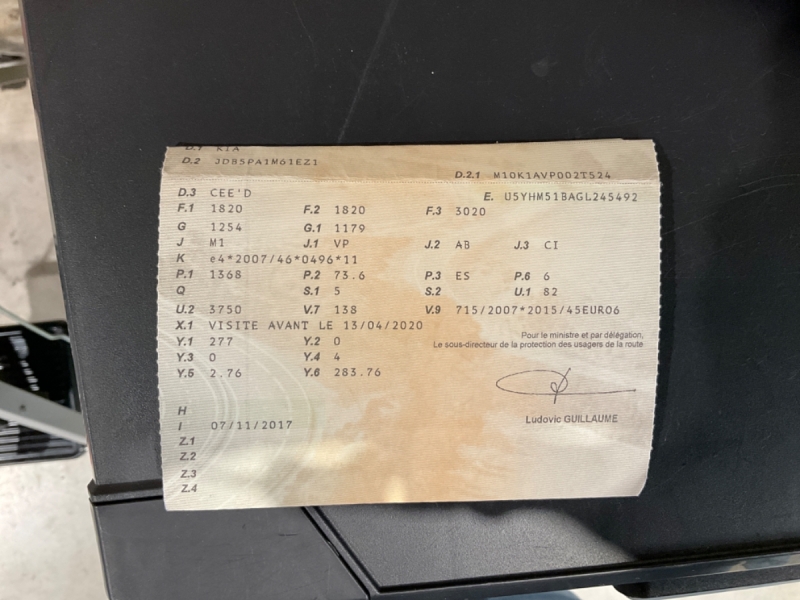 D.1 KIA
D.2 JDB5PA1M61EZ1
D.2.1 M10K1AVP002T524
D.3 CEE'D E. U5YHM51BAGL245492
F.1 1820 F.2 1820 F.3 3020
G 1254 G.1 1179
J M1 J.1 VP J.2 AB J.3 CI
K e4*2007/46*0496*11
P.1 1368 P.2 73.6 P.3 ES P.6 6
Q S.1 5 S.2 U.1 82
U.2 3750 V.7 138 V.9 715/2007*2015/45EURO6
X.1 VISITE AVANT LE 13/04/2020
Y.1 277 Y.2 0
Y.3 0 Y.4 4
Y.5 2.76 Y.6 283.76
Pour le ministre et par délégation,
Le sous-directeur de la protection des usagers de la route
Ludovic GUILLAUME
H
I 07/11/2017
Z.1
Z.2
Z.3
Z.4